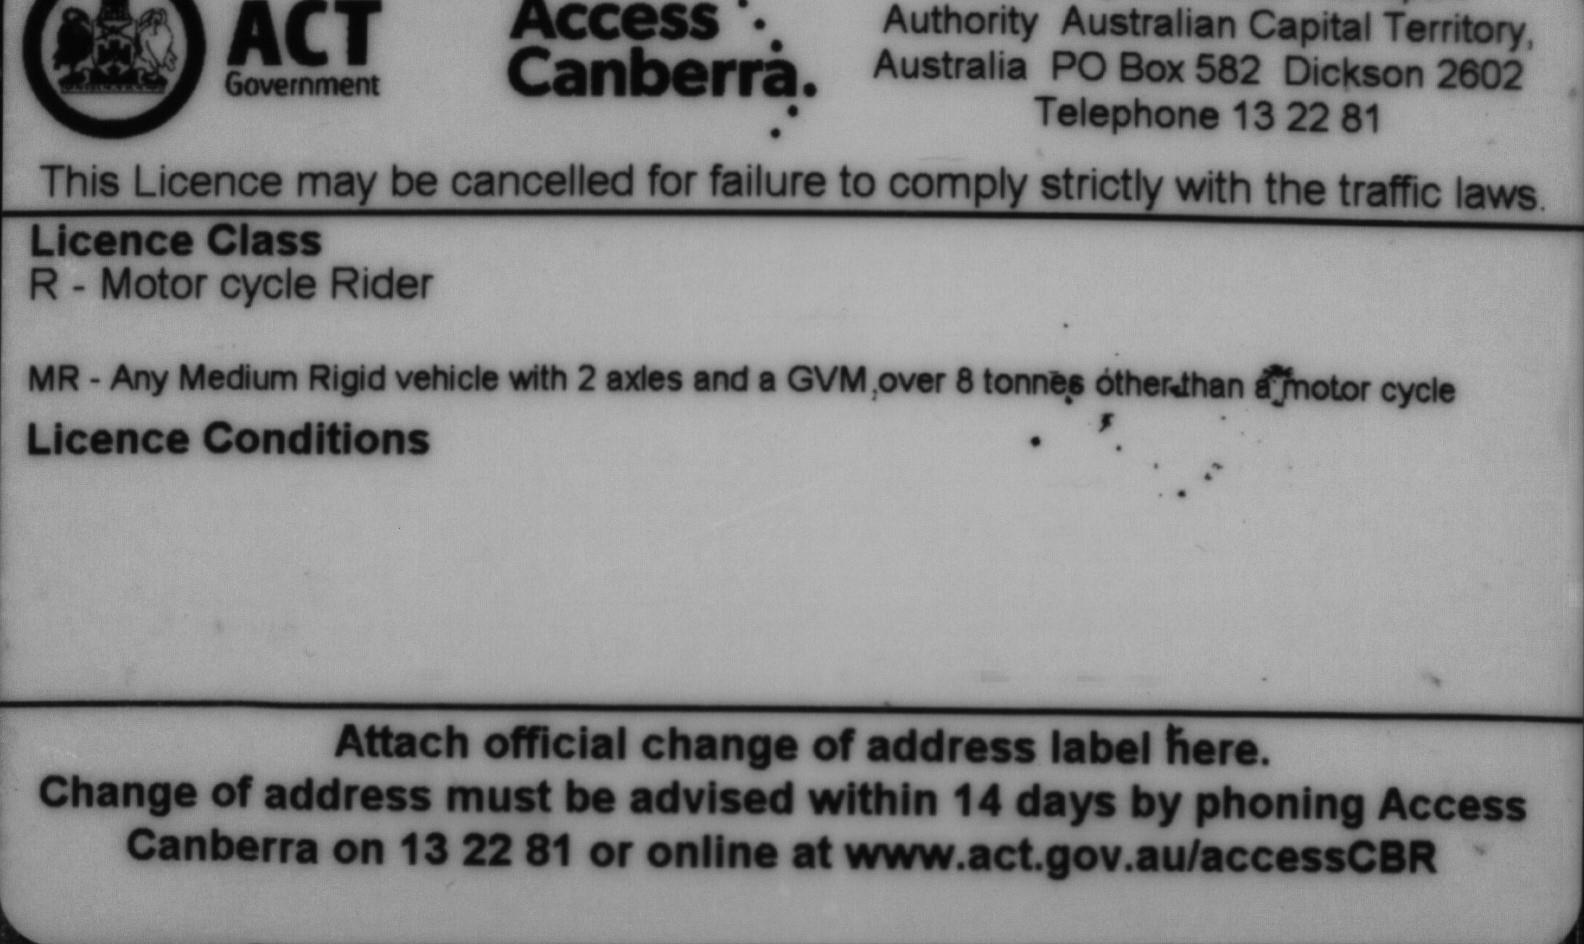 ACT
Government
Access
Canberra.
Authority Australian Capital Territory,
Australia PO Box 582 Dickson 2602
Telephone 13 22 81
This Licence may be cancelled for failure to comply strictly with the traffic laws.
Licence Class
R - Motor cycle Rider
MR - Any Medium Rigid vehicle with 2 axles and a GVM over 8 tonnes other than a motor cycle
Licence Conditions
Attach official change of address label here.
Change of address must be advised within 14 days by phoning Access
Canberra on 13 22 81 or online at www.act.gov.au/accessCBR